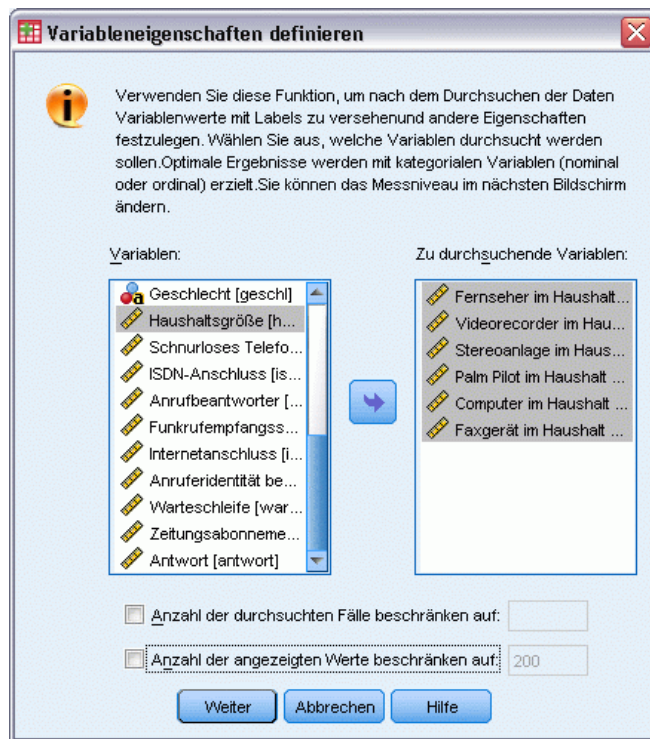 Variableneigenschaften definieren
Verwenden Sie diese Funktion, um nach dem Durchsuchen der Daten
Variablenwerte mit Labels zu versehenund andere Eigenschaften
festzulegen. Wählen Sie aus, welche Variablen durchsucht werden
sollen.Optimale Ergebnisse werden mit kategorialen Variablen (nominal
oder ordinal) erzielt.Sie können das Messniveau im nächsten Bildschirm
ändern.
Variablen:
Geschlecht [geschl]
Haushaltsgröße [h...
Schnurloses Telefo...
ISDN-Anschluss [is...
Anrufbeantworter [...
Funkrufempfangss...
Internetanschluss [i...
Anruferidentität be...
Warteschleife [war...
Zeitungsabonneme...
Antwort [antwort]
Zu durchsuchende Variablen:
Fernseher im Haushalt...
Videorecorder im Hau...
Stereoanlage im Haus...
Palm Pilot im Haushalt ...
Computer im Haushalt ...
Faxgerät im Haushalt ...
Anzahl der durchsuchten Fälle beschränken auf:
Anzahl der angezeigten Werte beschränken auf: 200
Weiter Abbrechen Hilfe